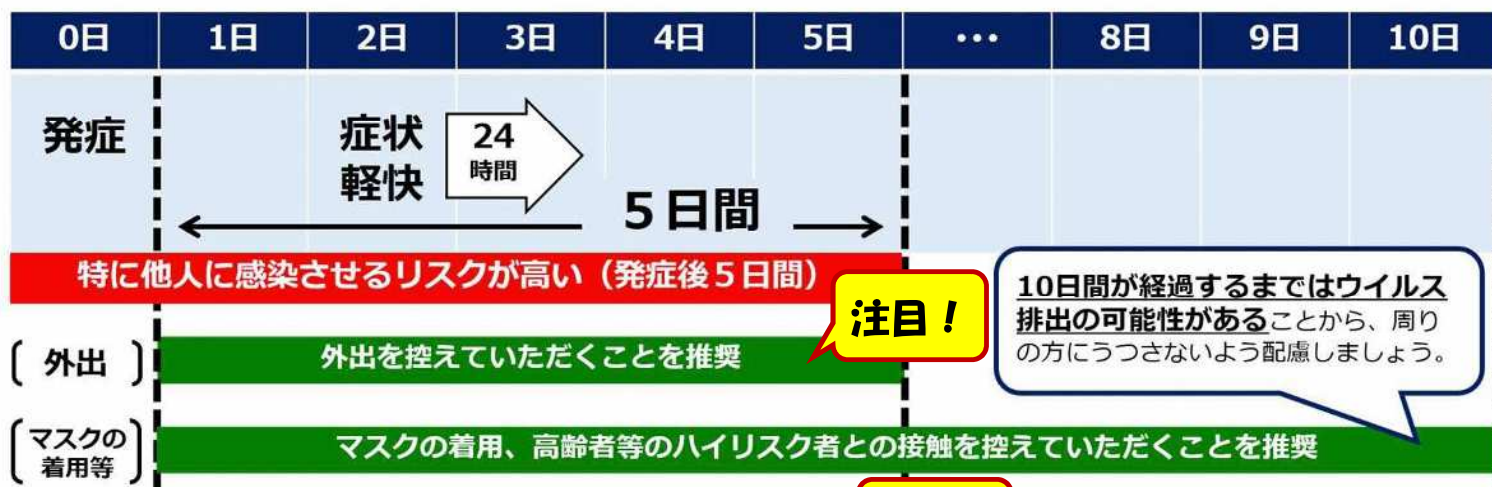 0日 1日 2日 3日 4日 5日 ・・・ 8日 9日 10日
発症
症状
軽快
24
時間
5日間
特に他人に感染させるリスクが高い（発症後5日間）
注目！
10日間が経過するまではウイルス
排出の可能性があることから、周り
の方にうつさないよう配慮しましょう。
外出
外出を控えていただくことを推奨
マスクの
着用等
マスクの着用、高齢者等のハイリスク者との接触を控えていただくことを推奨